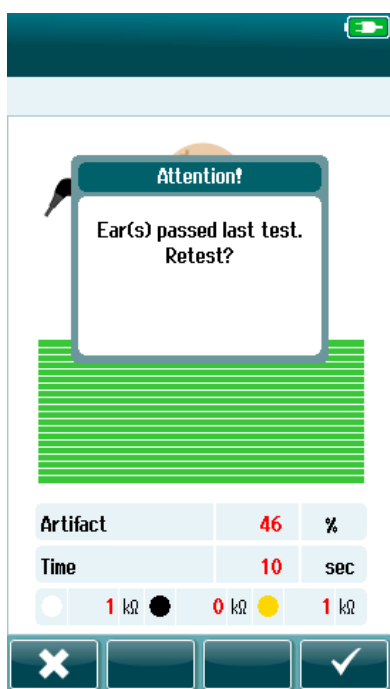 Attention!
Ear(s) passed last test.
Retest?
Artifact 46 %
Time 10 sec
1 kΩ 0 kΩ 1 kΩ